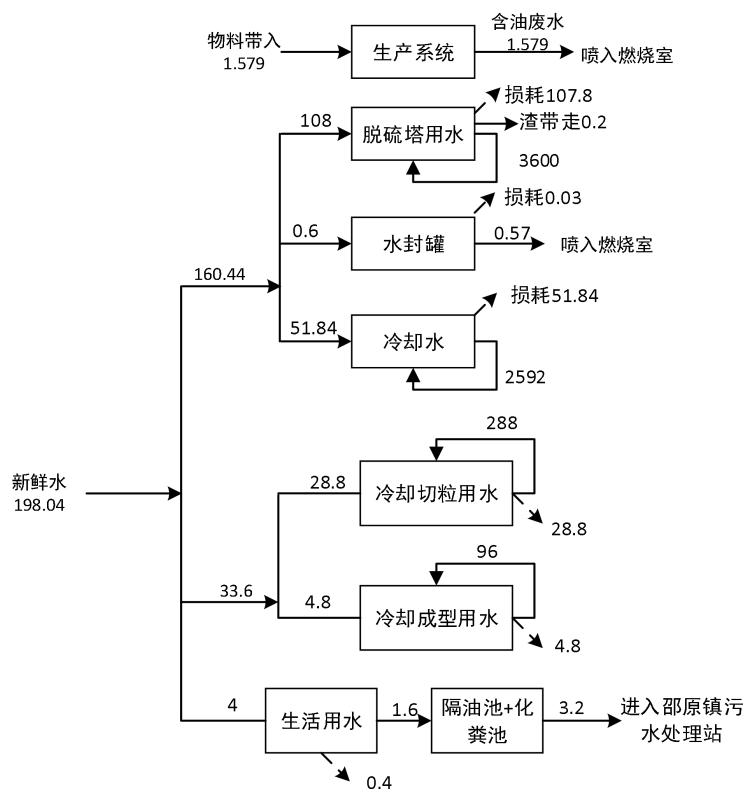 物料带入
1.579
生产系统
含油废水
1.579
喷入燃烧室
108
脱硫塔用水
损耗107.8
渣带走0.2
3600
0.6
水封罐
损耗0.03
0.57
喷入燃烧室
160.44
51.84
冷却水
损耗51.84
2592
新鲜水
198.04
28.8
冷却切粒用水
288
28.8
33.6
4.8
冷却成型用水
96
4.8
4
生活用水
0.4
1.6
隔油池+化
粪池
3.2
进入邵原镇污
水处理站